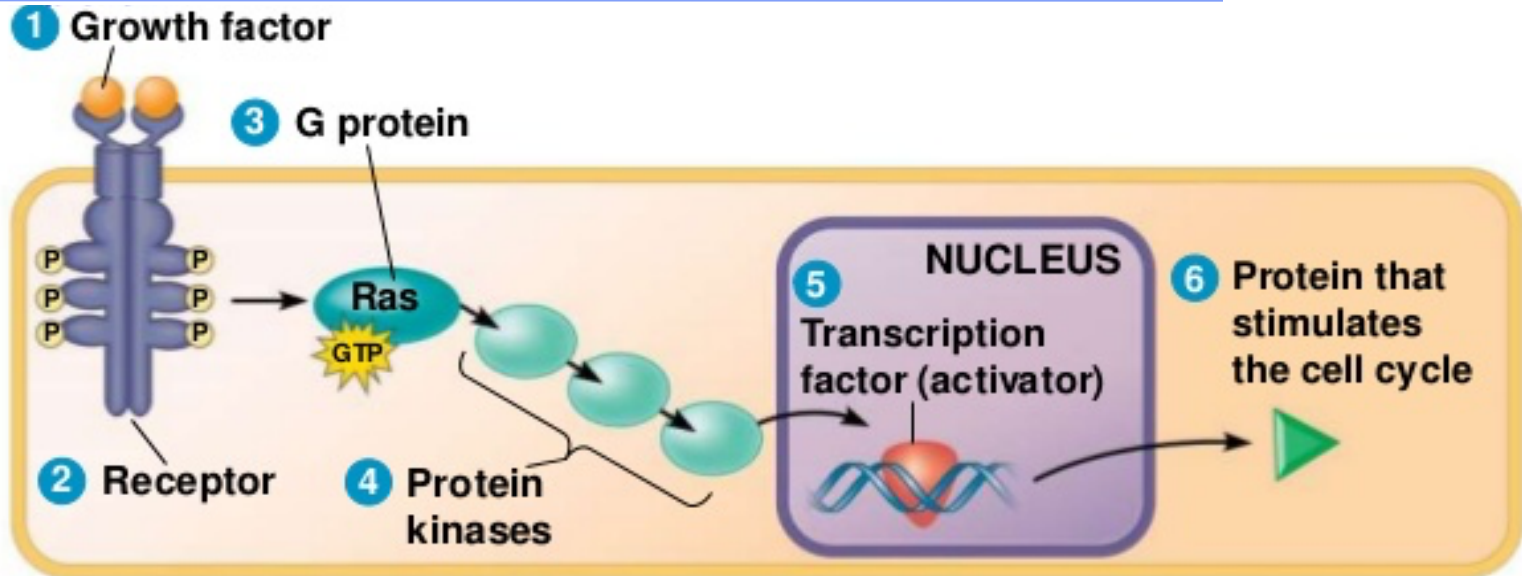 1 Growth factor
3 G protein
P
P
P
P
P
P
Ras
GTP
2 Receptor
4 Protein
kinases
NUCLEUS
5
Transcription
factor (activator)
6 Protein that
stimulates
the cell cycle